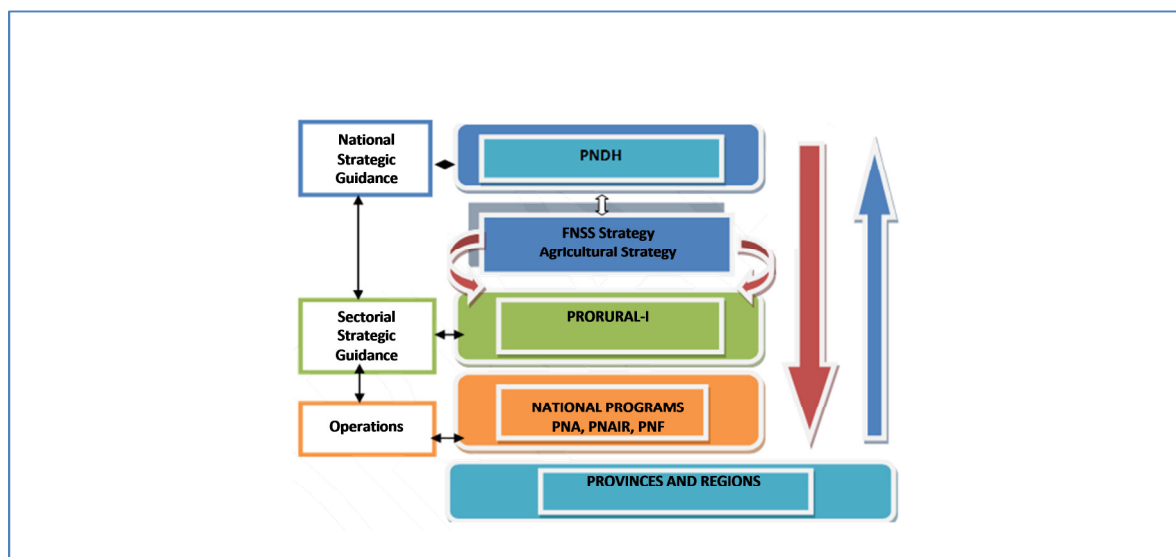 National
Strategic
Guidance
PNDH
FNSS Strategy
Agricultural Strategy
Sectorial
Strategic
Guidance
PRORURAL-I
Operations
NATIONAL PROGRAMS
PNA, PNAIR, PNF
PROVINCES AND REGIONS